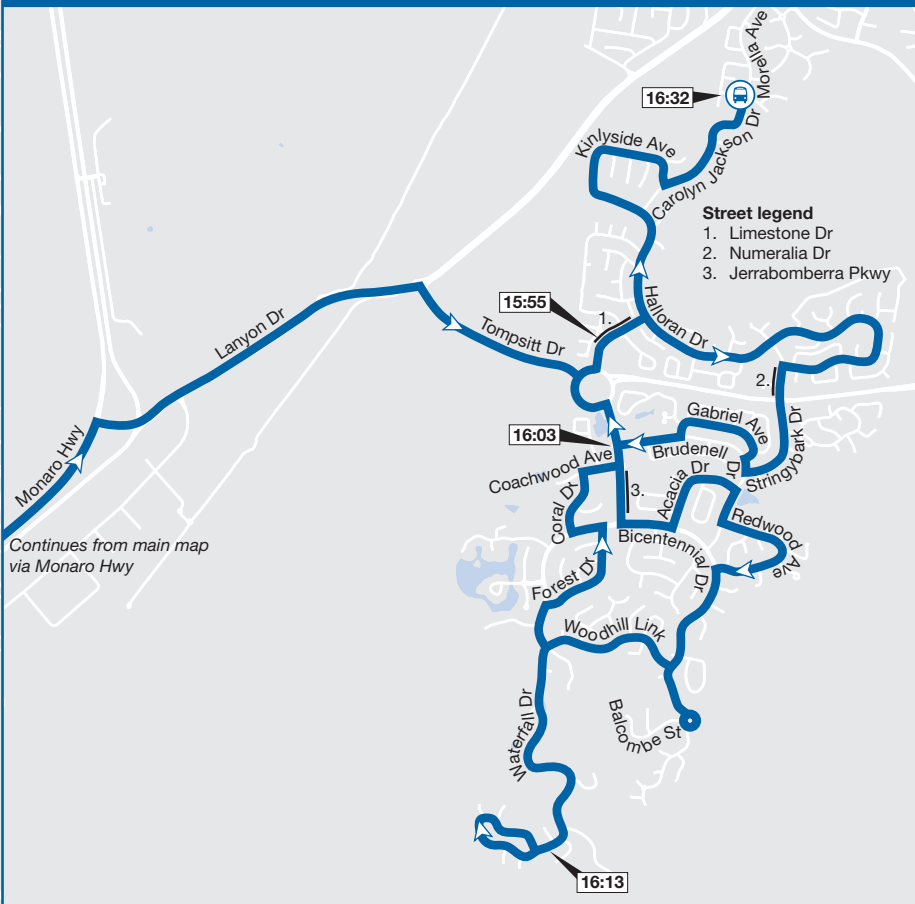 Morella Ave
16:32
Kinlyside Ave
Carolyn Jackson Dr
Street legend
1. Limestone Dr
2. Numeralia Dr
3. Jerrabomberra Pkwy
15:55
1.
Halloran Dr
Lanyon Dr
Tompsitt Dr
2.
Gabriel Ave
16:03
Brudenell Dr
Stringybark Dr
Monaro Hwy
Coachwood Ave
3.
Acacia Dr
Coral Dr
Redwood Ave
Continues from main map
via Monaro Hwy
Bicentennial Dr
Forest Dr
Woodhill Link
Waterfall Dr
Balcombe St
16:13